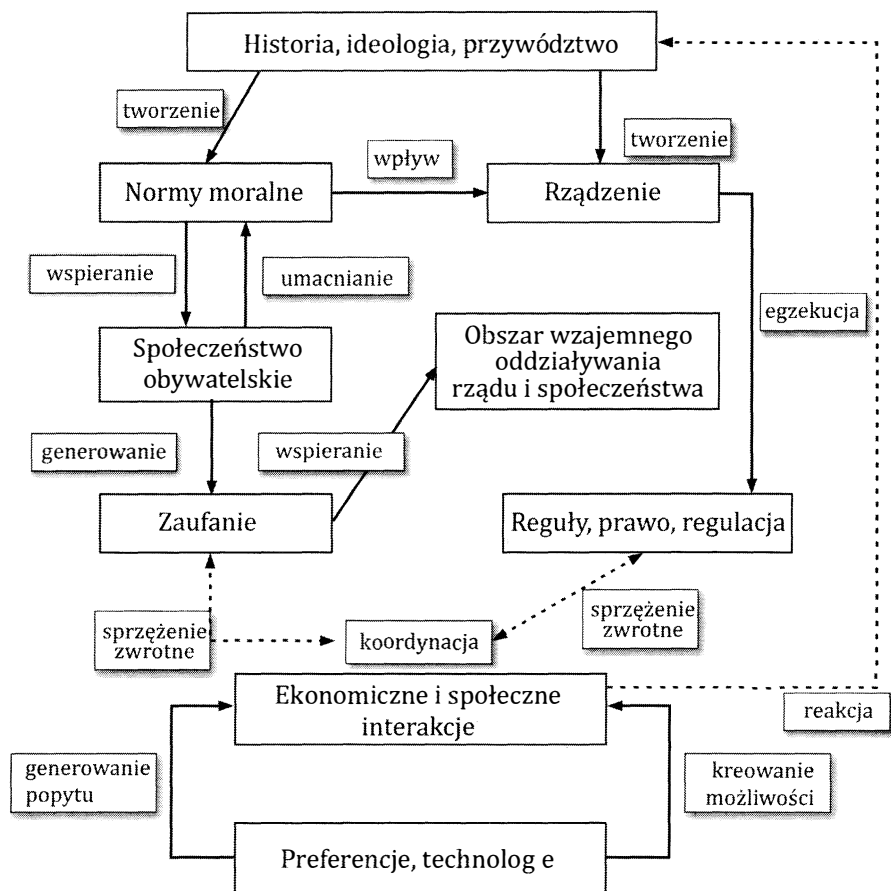 Historia, ideologia, przywództwo
tworzenie
tworzenie
wpływ
Normy moralne
Rządzenie
wspieranie
umacnianie
egzekucja
Społeczeństwo
obywatelskie
Obszar wzajemnego
oddziaływania
rządu i społeczeństwa
generowanie
wspieranie
Zaufanie
Reguły, prawo, regulacja
sprzężenie
zwrotne
koordynacja
sprzężenie
zwrotne
Ekonomiczne i społeczne
interakcje
reakcja
generowanie
popytu
kreowanie
możliwości
Preferencje, technolog e